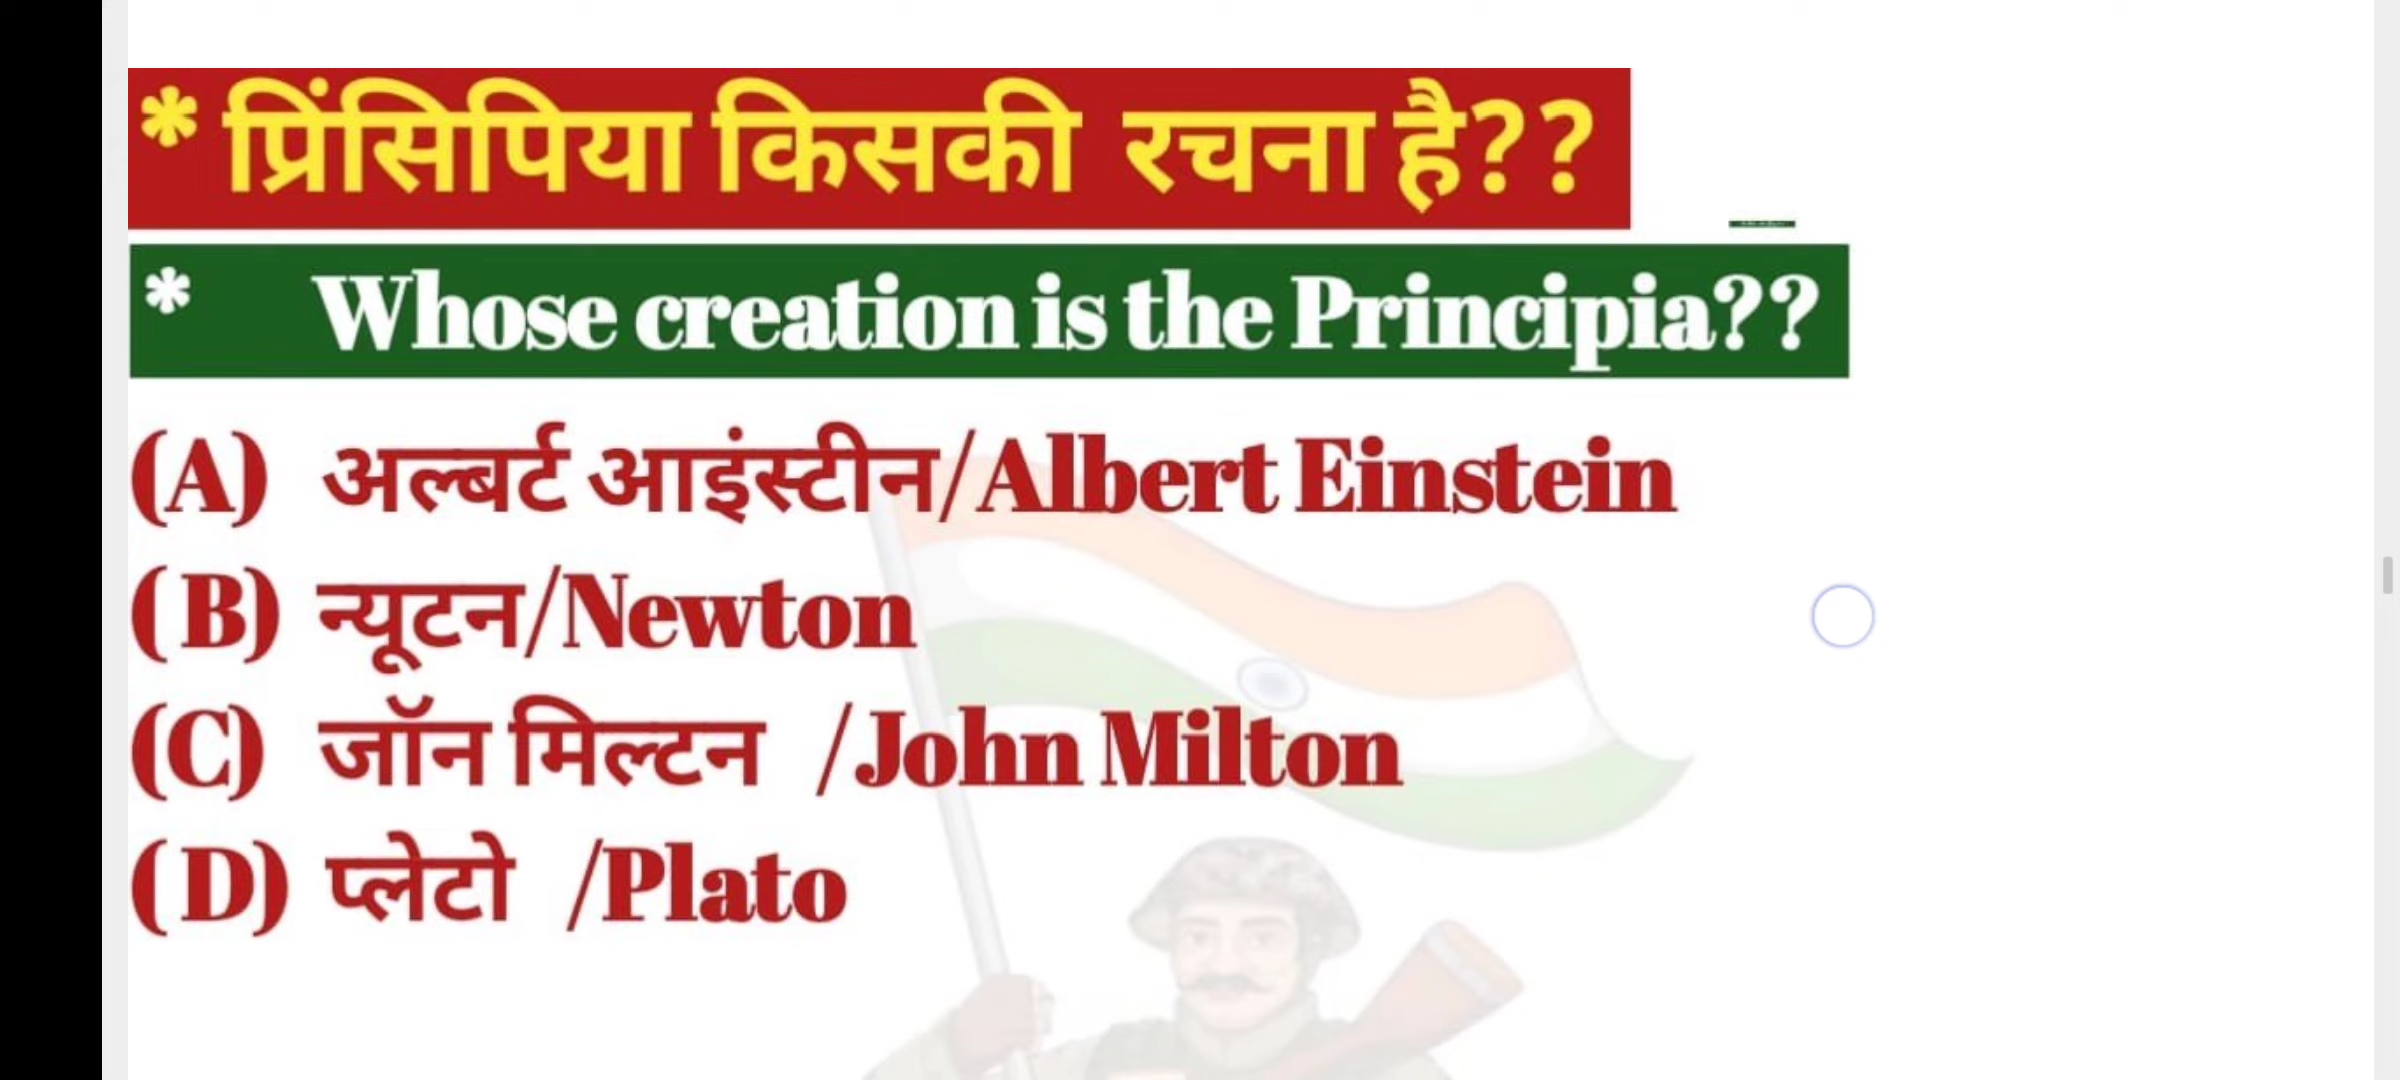 * प्रिंसिपिया किसकी रचना है??
* Whose creation is the Principia??
(A) अल्बर्ट आइंस्टीन/Albert Einstein
(B) न्यूटन/Newton
(C) जॉन मिल्टन /John Milton
(D) प्लेटो /Plato